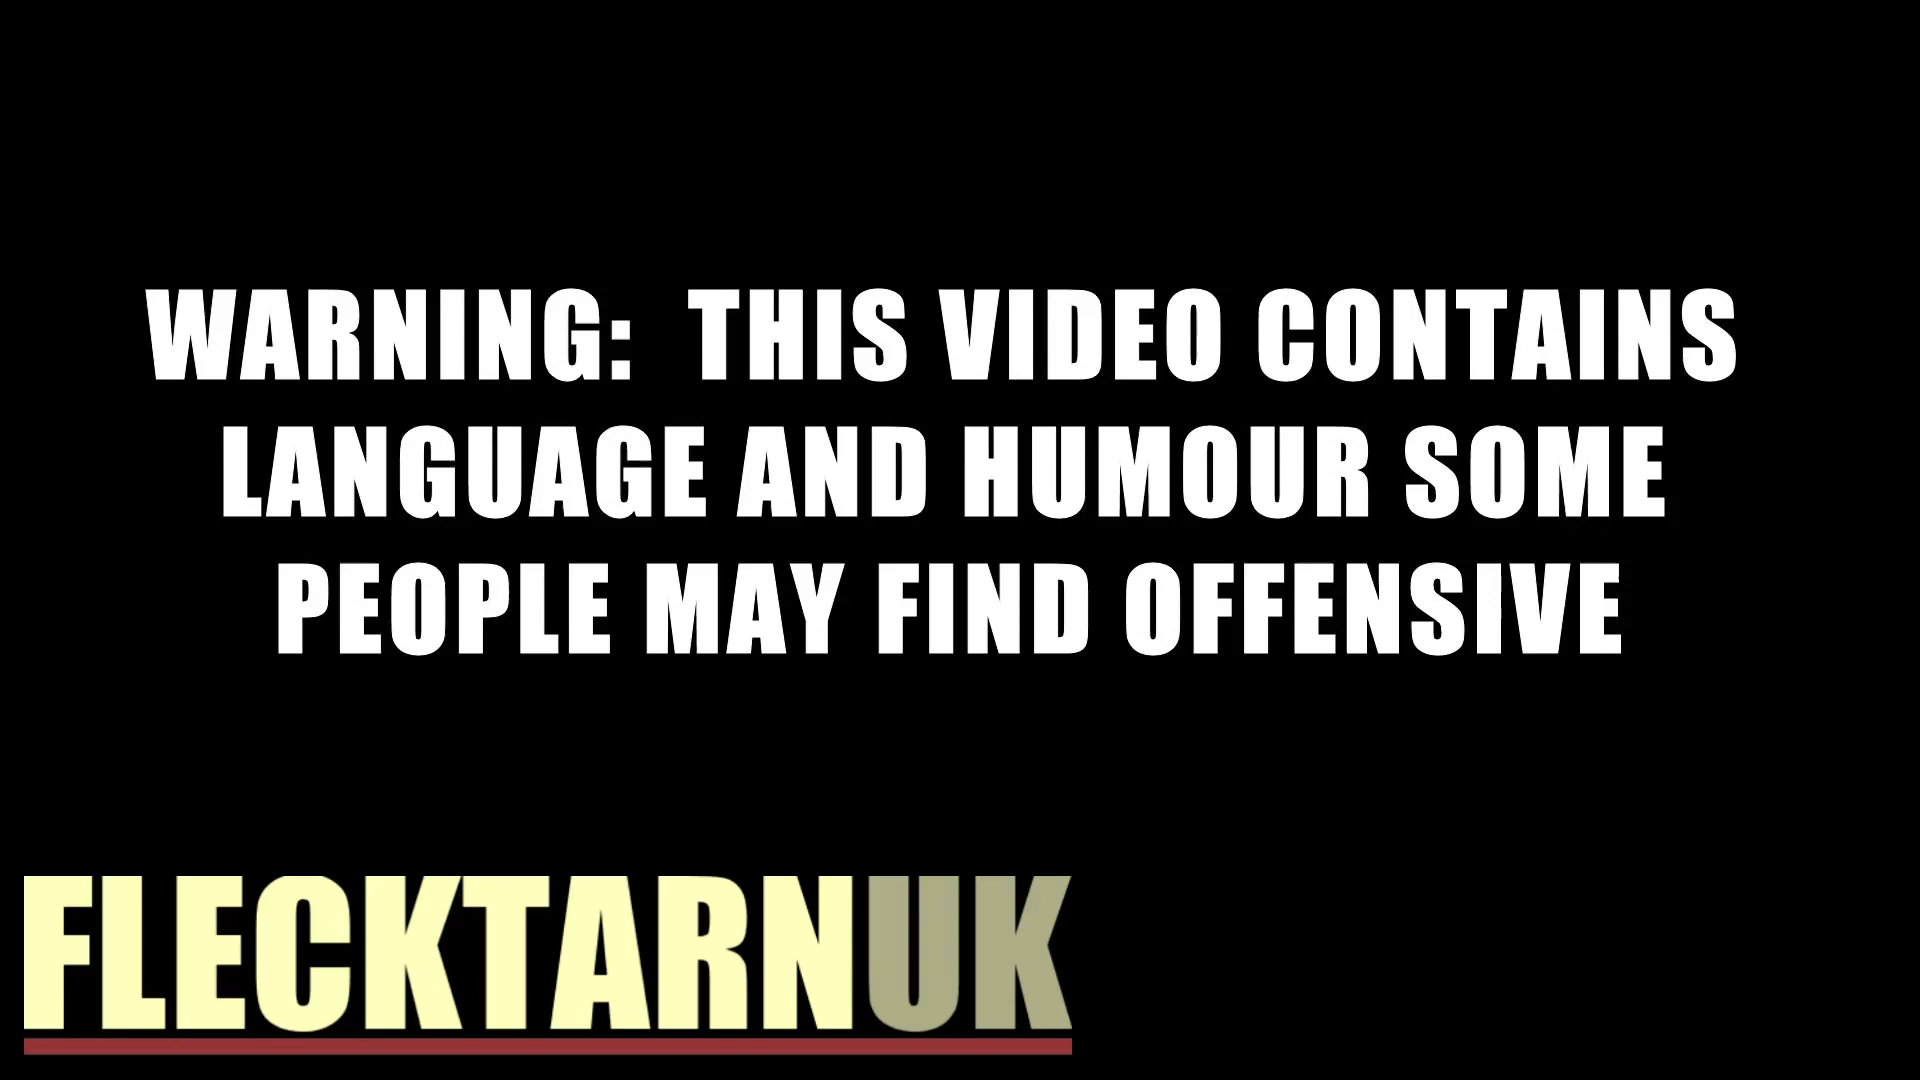 WARNING:  THIS VIDEO CONTAINS
LANGUAGE AND HUMOUR SOME
PEOPLE MAY FIND OFFENSIVE
FLECKTARNUK